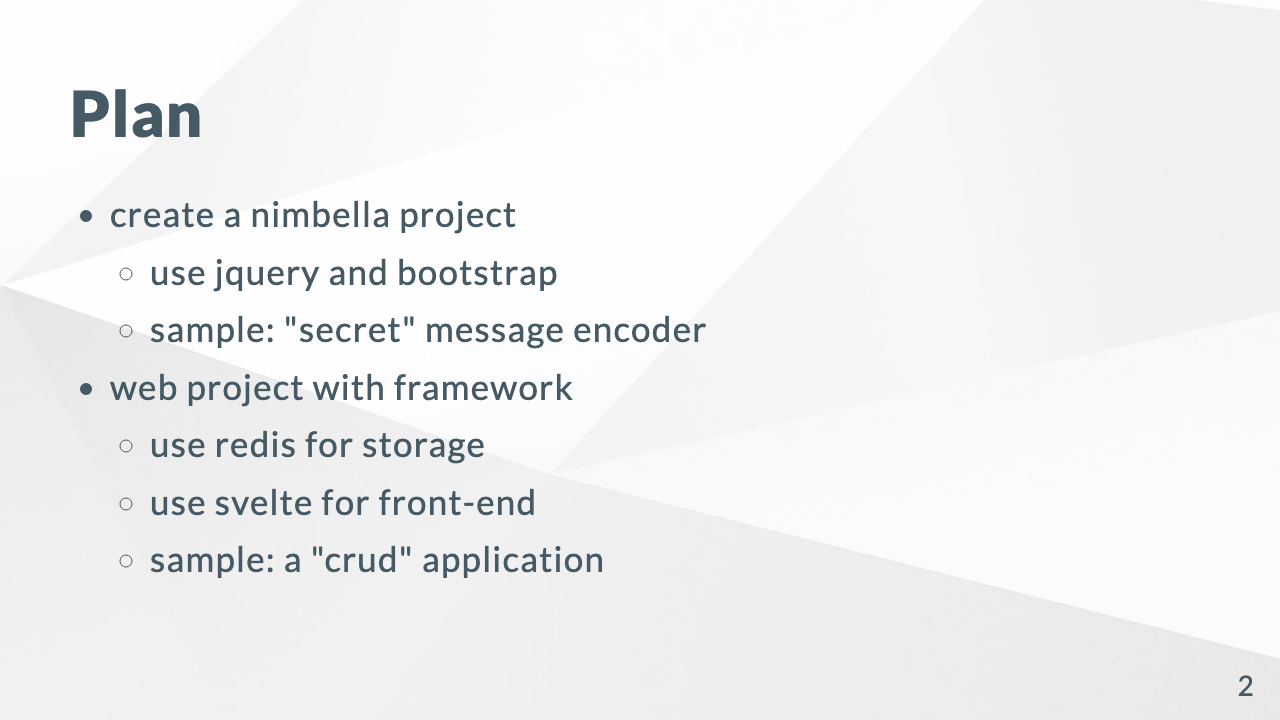 Plan
create a nimbella project
use jquery and bootstrap
sample: "secret" message encoder
web project with framework
use redis for storage
use svelte for front-end
sample: a "crud" application
2